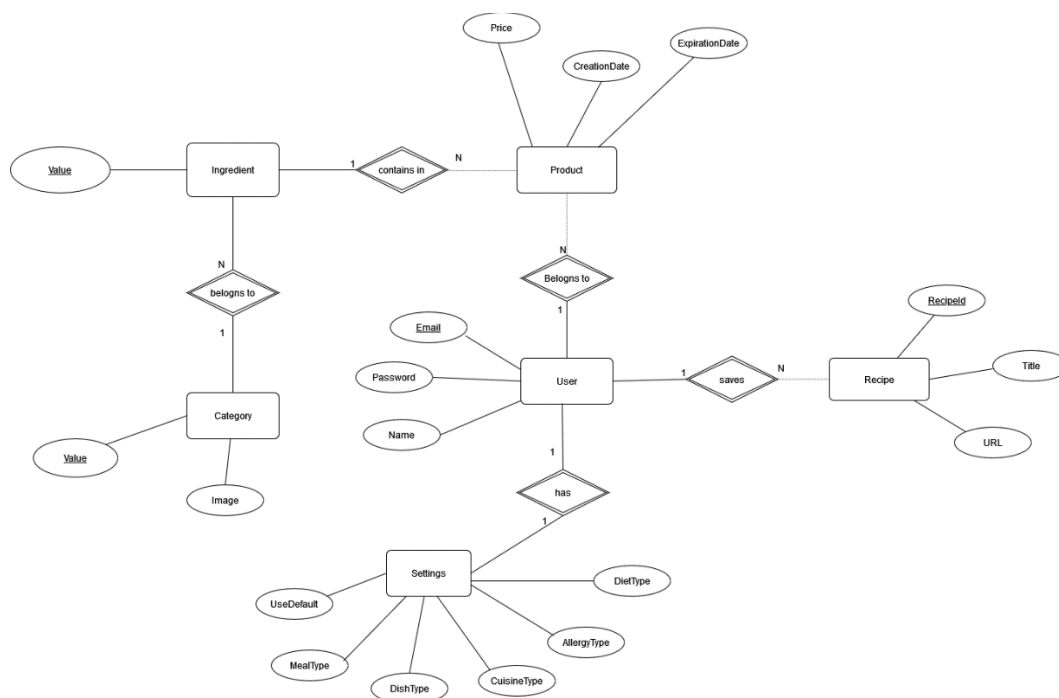 Price
ExpirationDate
CreationDate
Value
Ingredient
1
contains in
N
Product
N
belogns to
1
N
Belogns to
1
RecipeId
Email
Password
User
1
saves
N
Recipe
Title
Name
URL
Category
Value
Image
1
has
1
Settings
UseDefault
DietType
MealType
AllergyType
DishType
CuisineType